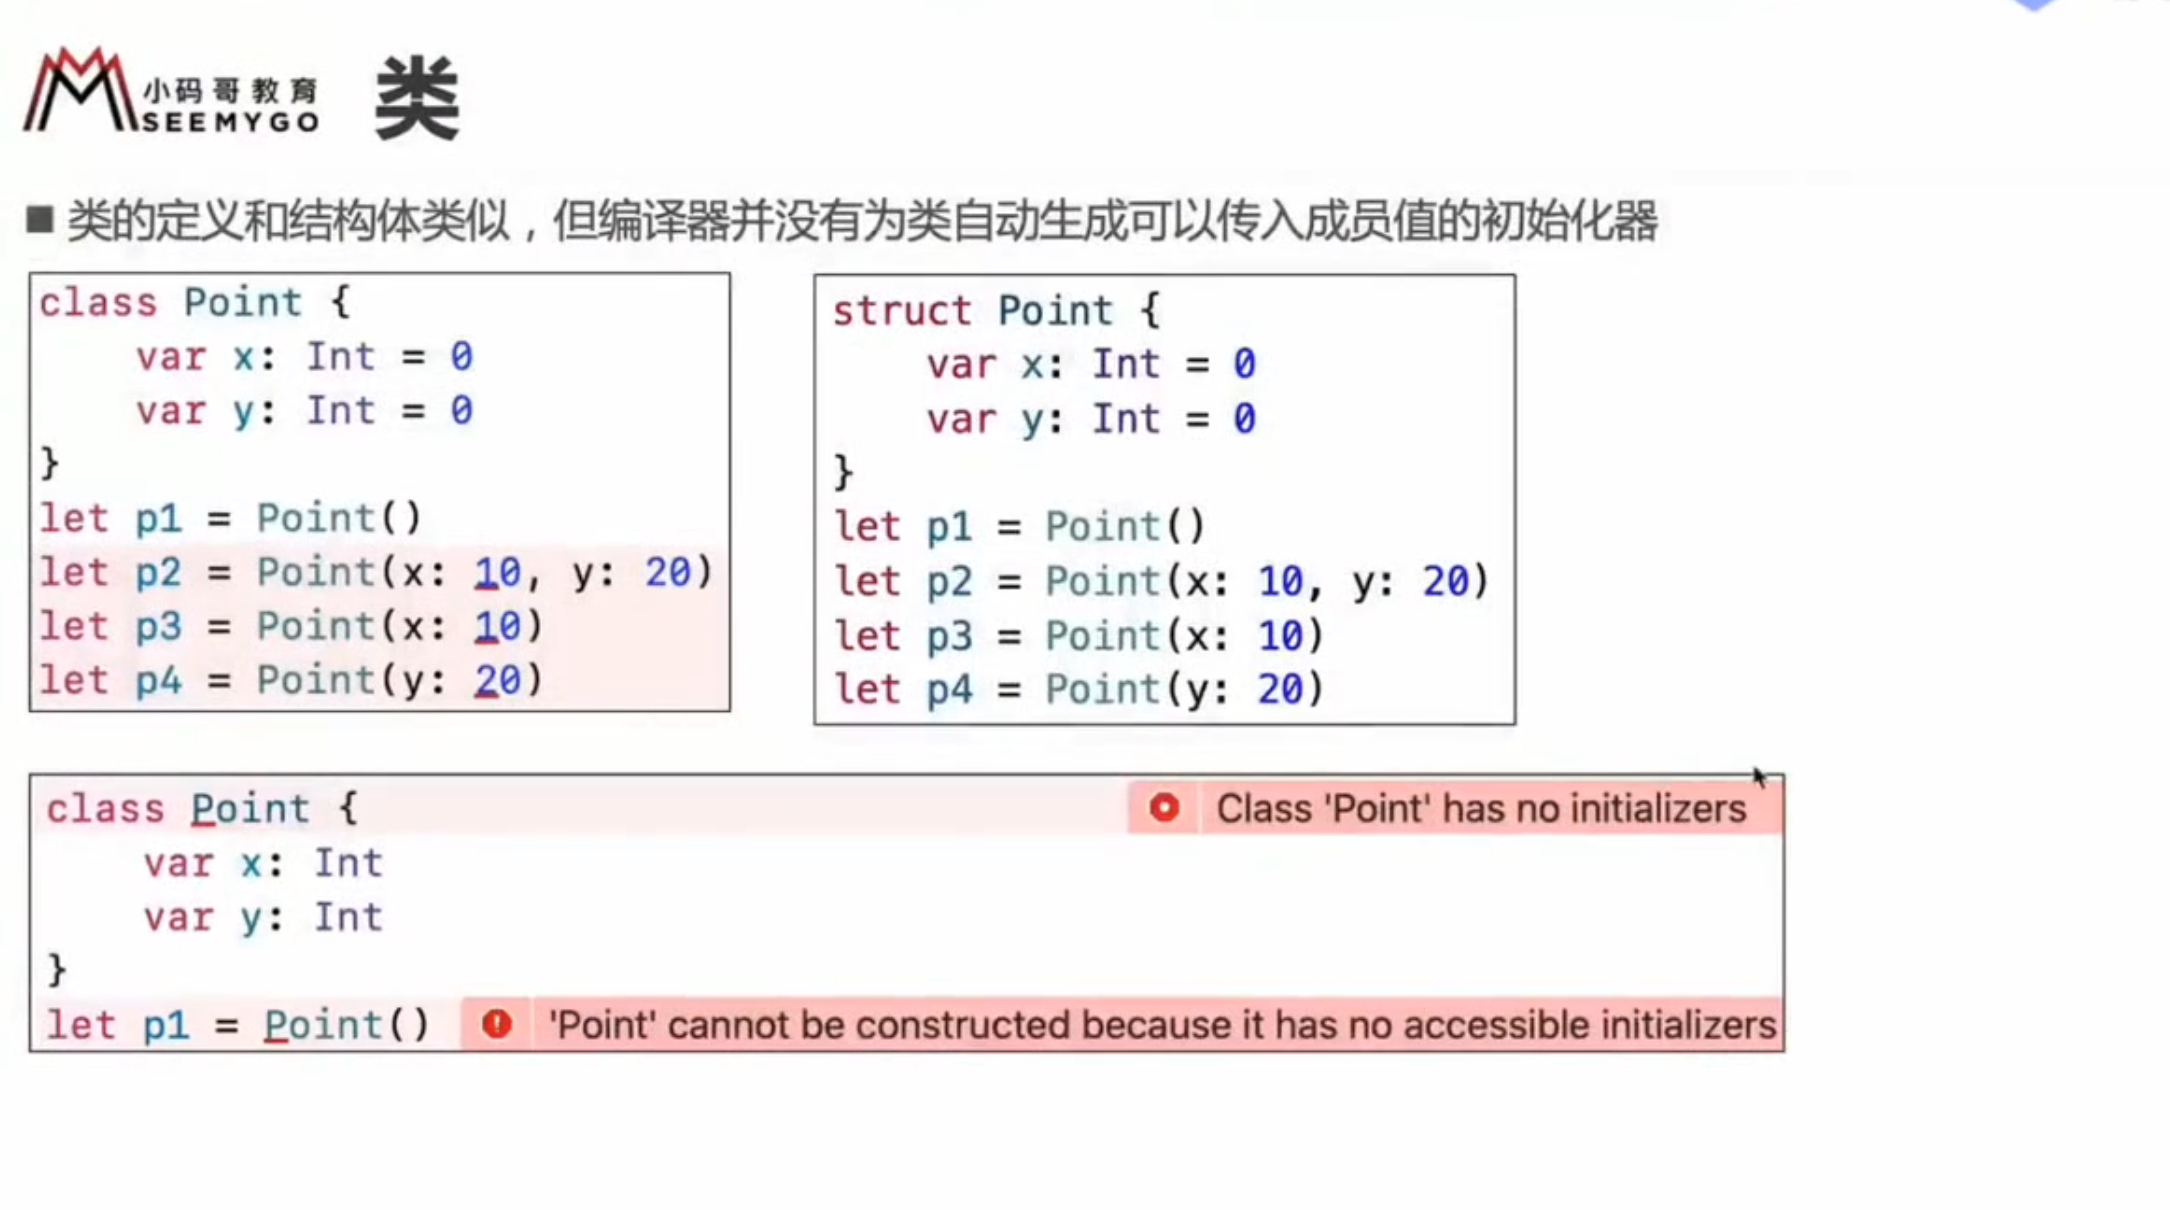 小码哥教育
SEEMYGO
类
■ 类的定义和结构体类似，但编译器并没有为类自动生成可以传入成员值的初始化器
class Point {
    var x: Int = 0
    var y: Int = 0
}
let p1 = Point()
let p2 = Point(x: 10, y: 20)
let p3 = Point(x: 10)
let p4 = Point(y: 20)
struct Point {
    var x: Int = 0
    var y: Int = 0
}
let p1 = Point()
let p2 = Point(x: 10, y: 20)
let p3 = Point(x: 10)
let p4 = Point(y: 20)
class Point { Class 'Point' has no initializers
    var x: Int
    var y: Int
}
let p1 = Point() 'Point' cannot be constructed because it has no accessible initializers